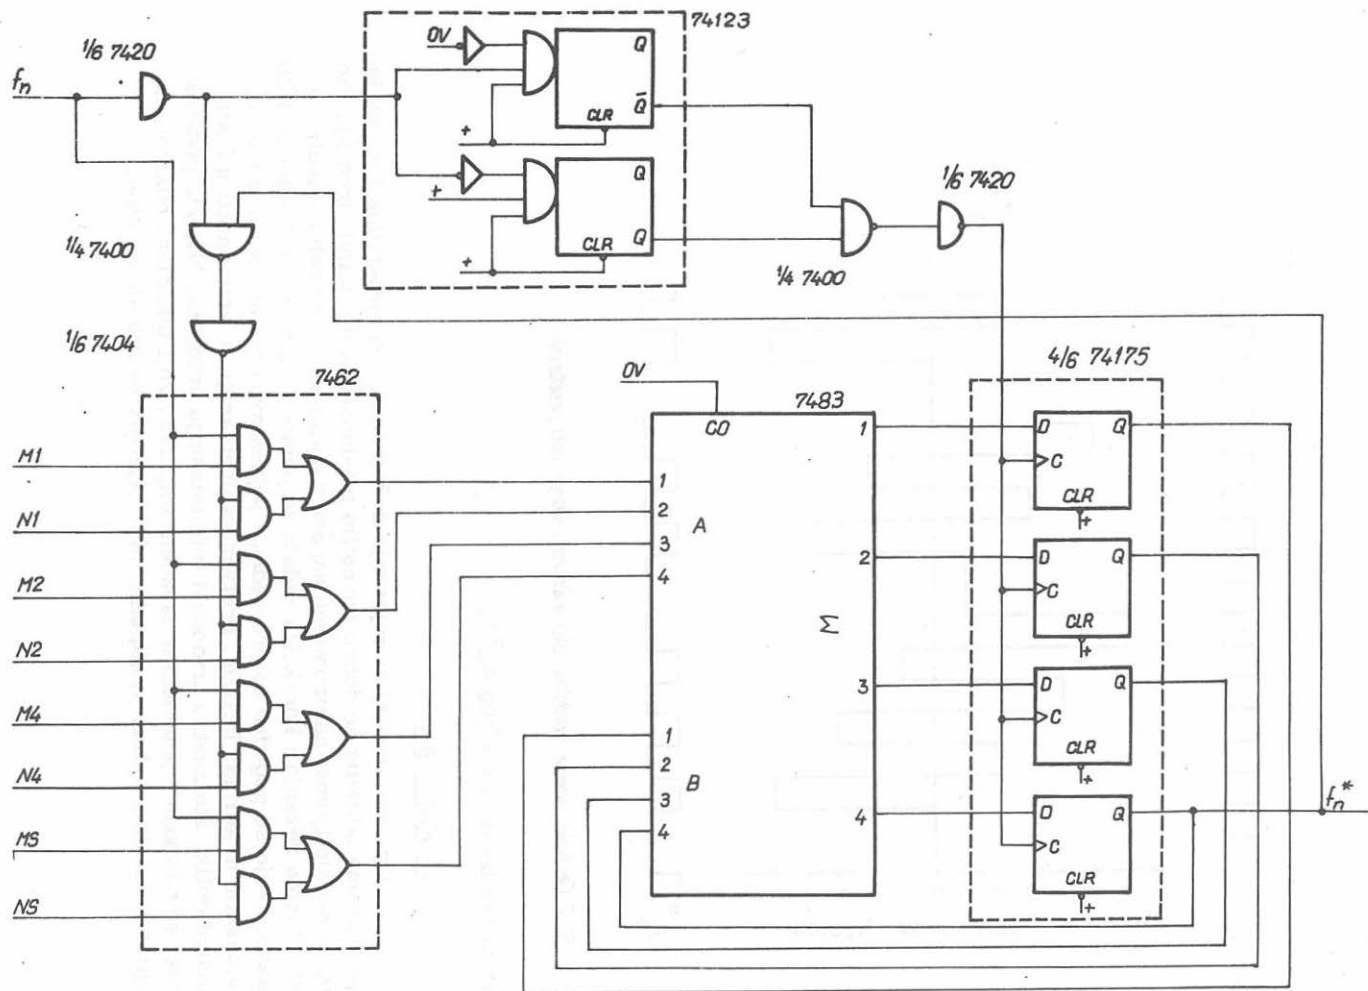 74123
1/6 7420
0V
Q
fn
Q̄
CLR
+
1/6 7420
Q
+
1/4 7400
CLR
Q
+
1/4 7400
1/6 7404
4/6 74175
7462
0V
7483
C0
1
D
Q
M1
C
1
CLR
N1
2
+
A
3
M2
2
D
Q
4
C
N2
M
CLR
+
M4
3
D
Q
1
C
N4
B
2
CLR
3
+
MS
4
4
D
Q
fn*
C
CLR
NS
+